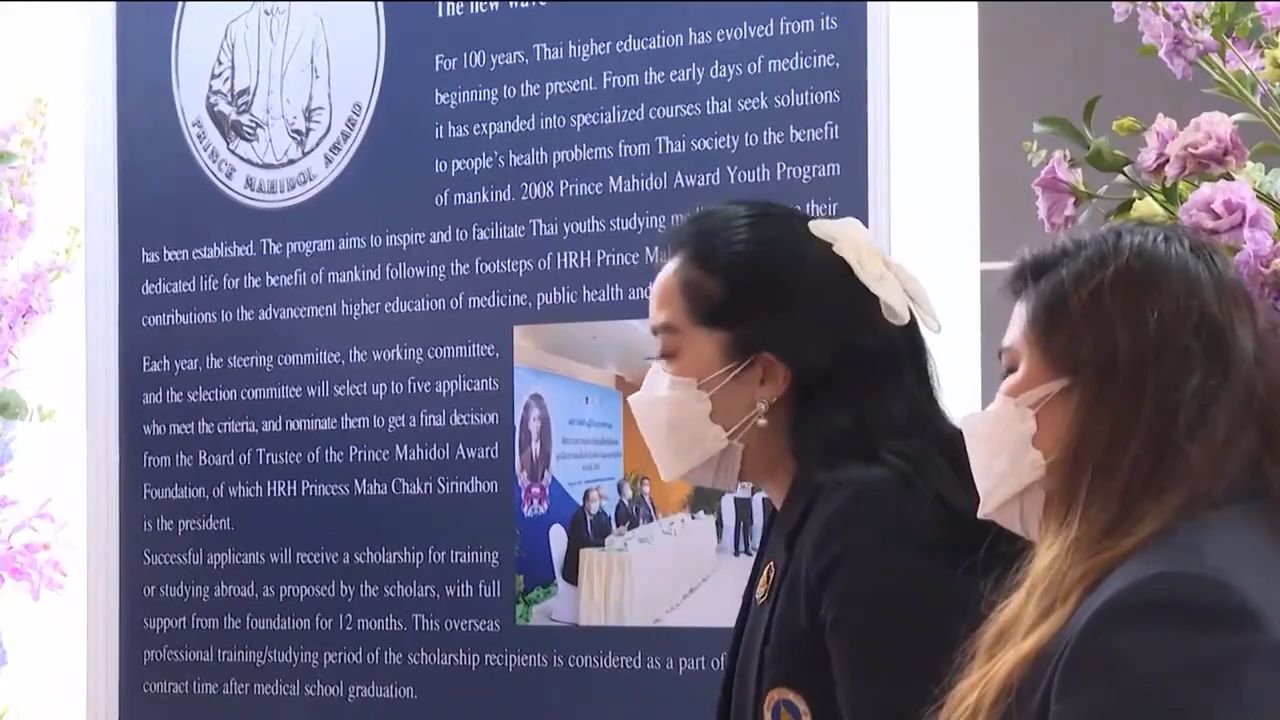 The new wave
PRINCE MAHIDOL AWARD
For 100 years, Thai higher education has evolved from its
beginning to the present. From the early days of medicine,
it has expanded into specialized courses that seek solutions
to people's health problems from Thai society to the benefit
of mankind. 2008 Prince Mahidol Award Youth Program
has been established. The program aims to inspire and to facilitate Thai youths studying their
dedicated life for the benefit of mankind following the footsteps of HRH Prince
contributions to the advancement higher education of medicine, public health and
Each year, the steering committee, the working committee,
and the selection committee will select up to five applicants
who meet the criteria, and nominate them to get a final decision
from the Board of Trustee of the Prince Mahidol Award
Foundation, of which HRH Princess Maha Chakri Sirindhon
is the president.
Successful applicants will receive a scholarship for training
or studying abroad, as proposed by the scholars, with full
support from the foundation for 12 months. This overseas
professional training/studying period of the scholarship recipients is considered as a part of
contract time after medical school graduation.